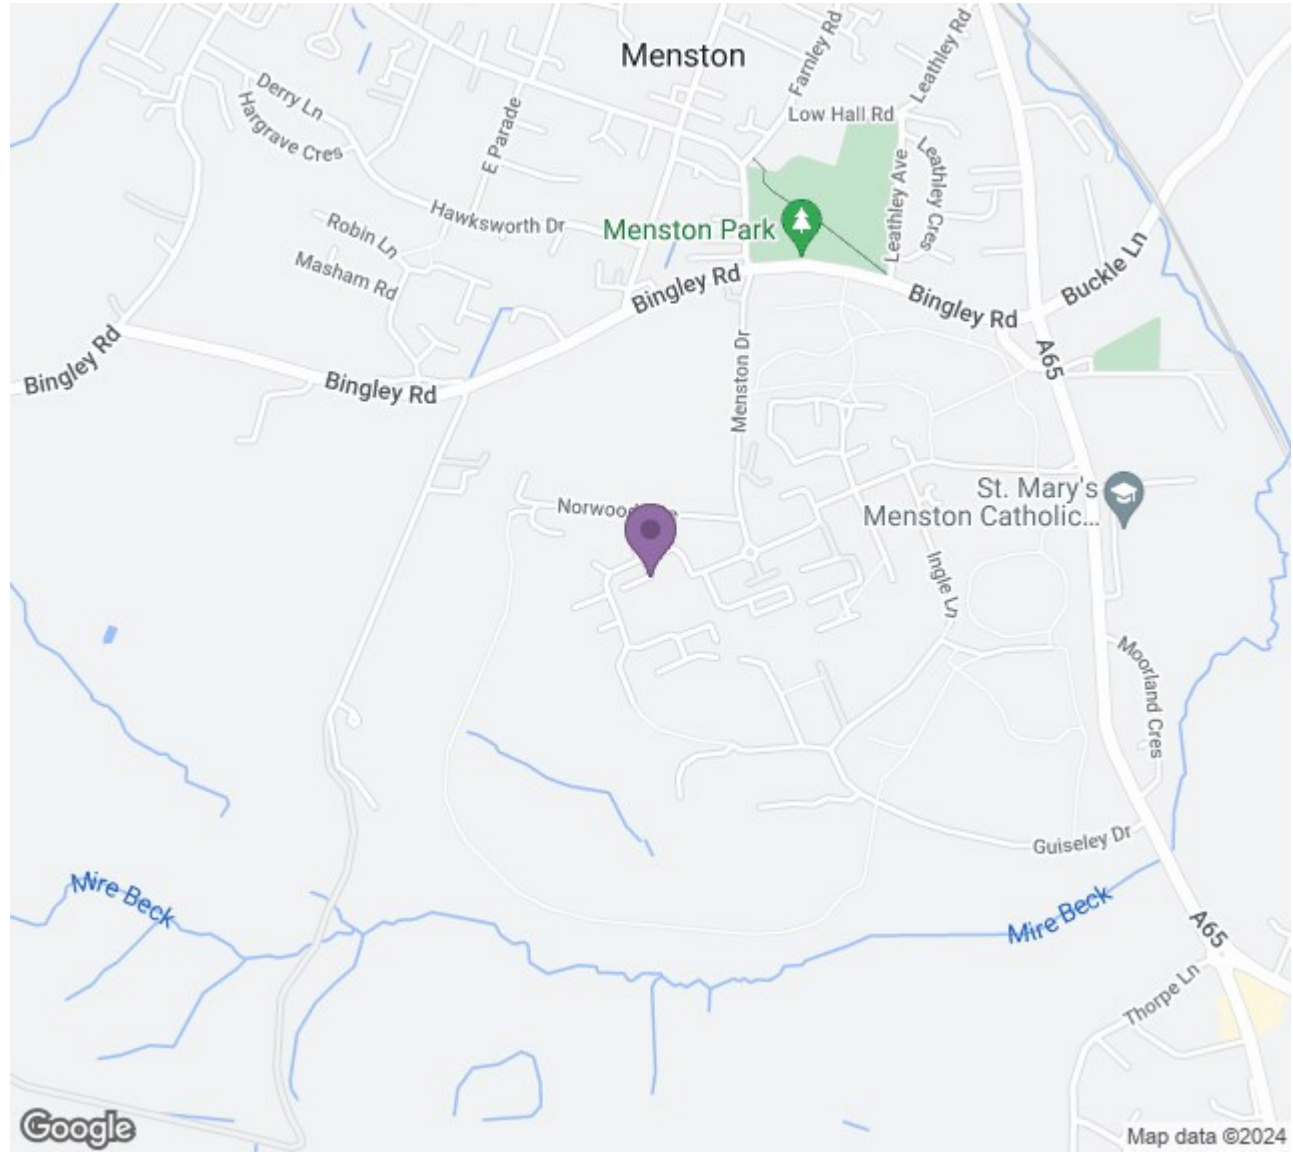 Menston
Farnley Rd
Leathley Rd
Derry Ln
Hargrave Cres
E Parade
Low Hall Rd
Leathley Ave
Leathley Cres
Robin Ln
Hawksworth Dr
Menston Park
Masham Rd
Bingley Rd
Bingley Rd
Buckle Ln
Bingley Rd
Bingley Rd
A65
Menston Dr
St. Mary's
Menston Catholic...
Ingle Ln
Moorland Cres
Guiseley Dr
Mire Beck
Mire Beck
A65
Thorpe Ln
Google
Map data ©2024